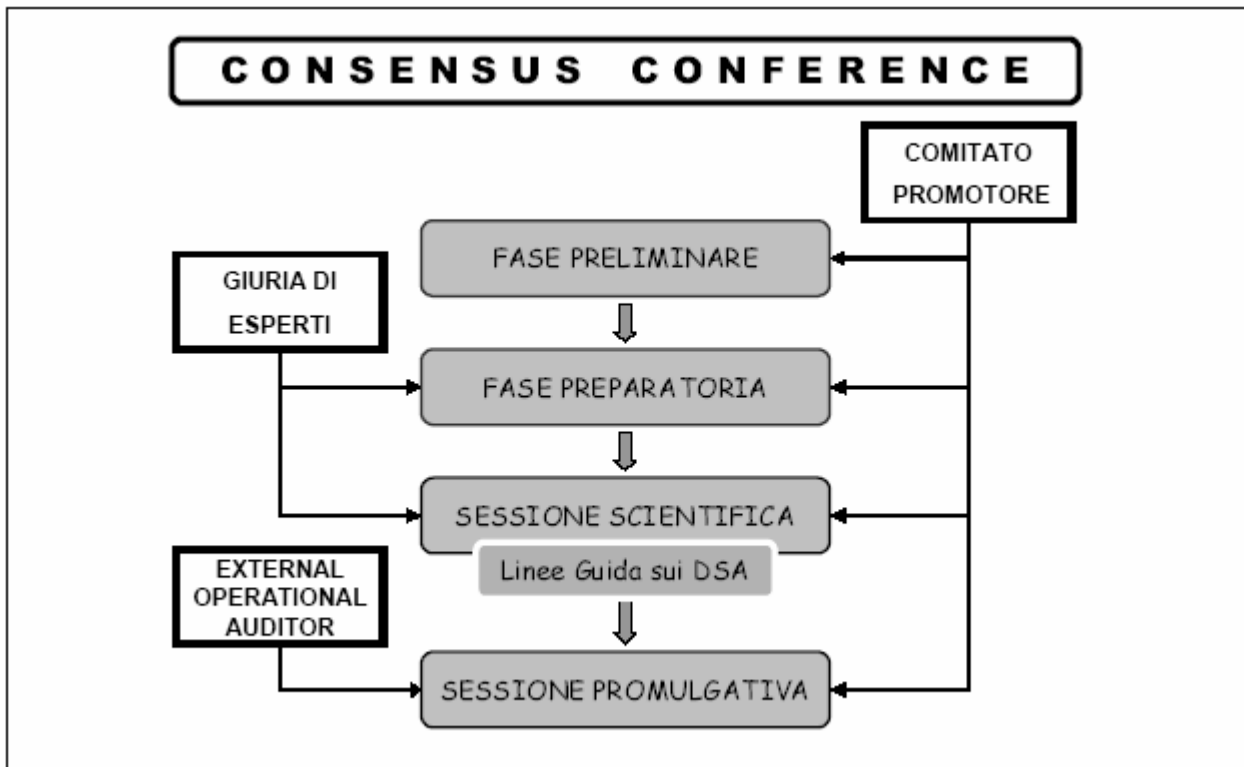 CONSENSUS CONFERENCE
COMITATO
PROMOTORE
FASE PRELIMINARE
GIURIA DI
ESPERTI
FASE PREPARATORIA
SESSIONE SCIENTIFICA
Linee Guida sui DSA
EXTERNAL
OPERATIONAL
AUDITOR
SESSIONE PROMULGATIVA